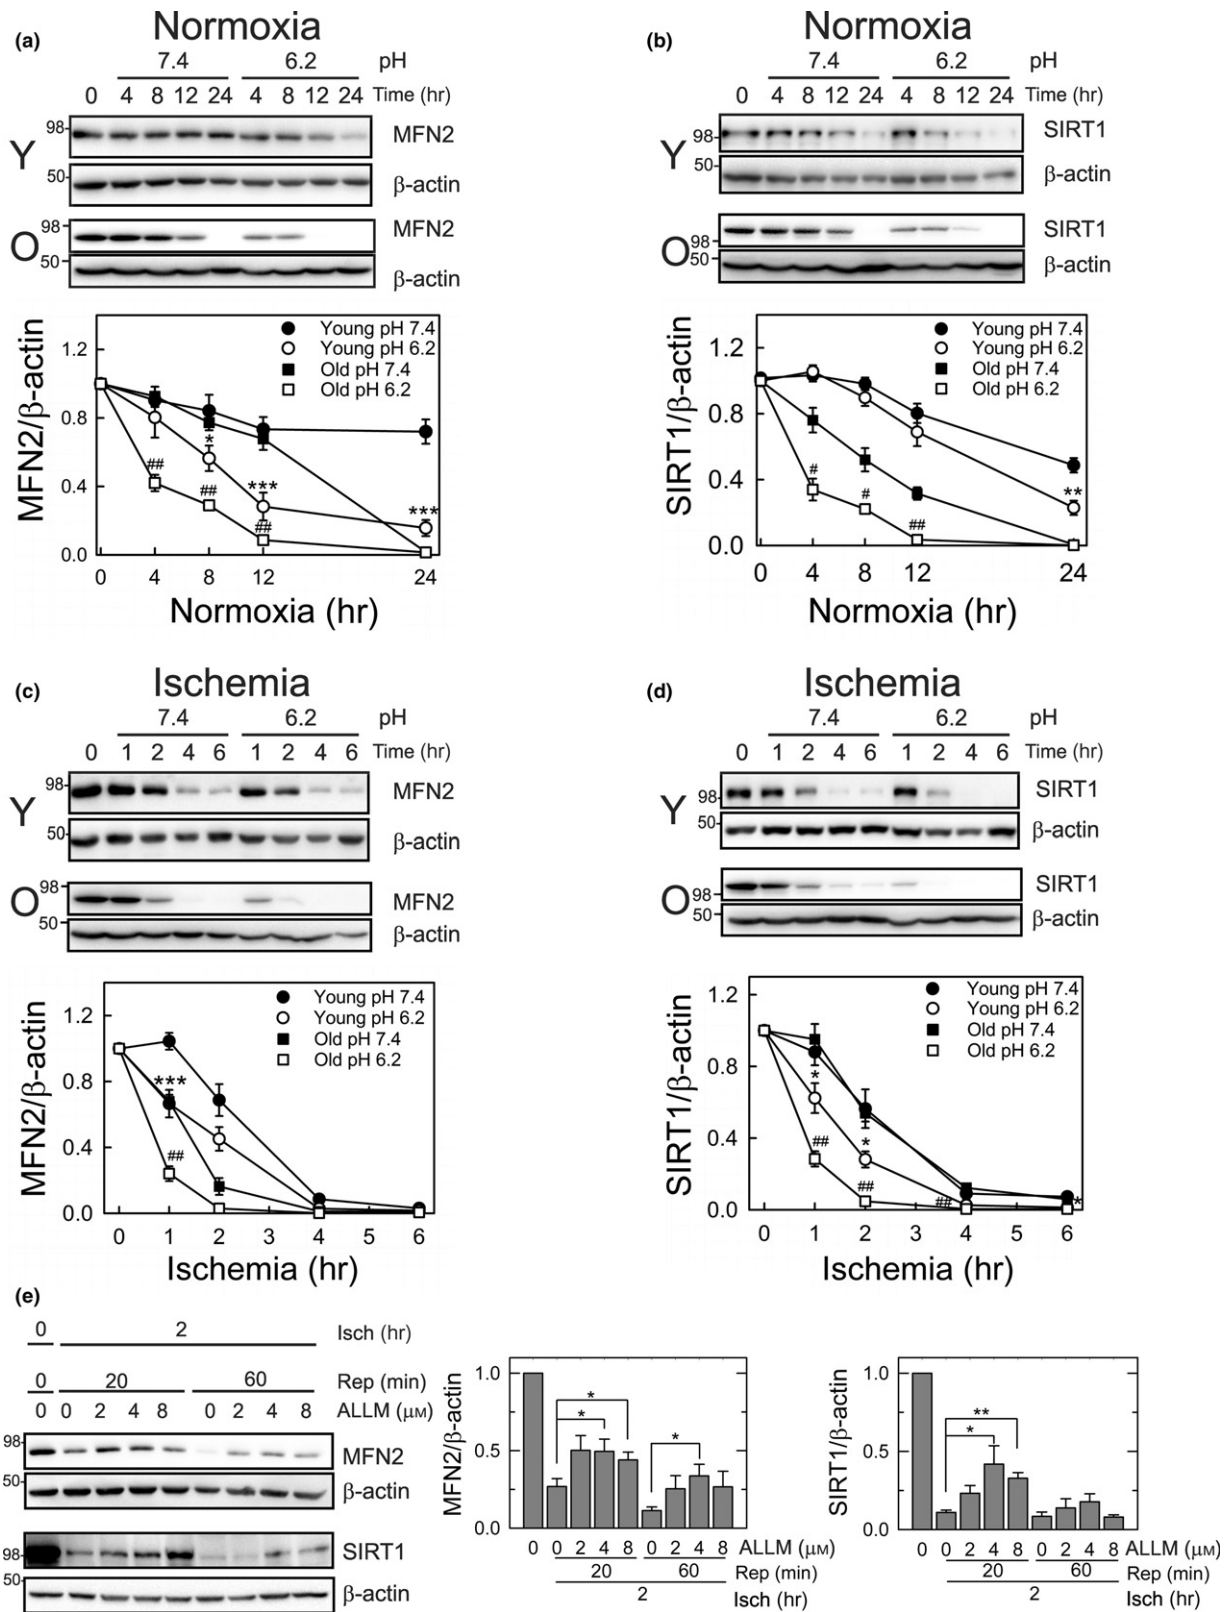 (a) Normoxia
7.4 6.2 pH
0 4 8 12 24 4 8 12 24 Time (hr)
Y
98 MFN2
50 β-actin
O
98 MFN2
50 β-actin
MFN2/β-actin
1.2
0.8
0.4
0.0
Young pH 7.4
Young pH 6.2
Old pH 7.4
Old pH 6.2
## * ## *** ## ***
0 4 8 12 24
Normoxia (hr)
(b) Normoxia
7.4 6.2 pH
0 4 8 12 24 4 8 12 24 Time (hr)
Y
98 SIRT1
50 β-actin
O
98 SIRT1
50 β-actin
SIRT1/β-actin
1.2
0.8
0.4
0.0
Young pH 7.4
Young pH 6.2
Old pH 7.4
Old pH 6.2
# # ## **
0 4 8 12 24
Normoxia (hr)
(c) Ischemia
7.4 6.2 pH
0 1 2 4 6 1 2 4 6 Time (hr)
Y
98 MFN2
50 β-actin
O
98 MFN2
50 β-actin
MFN2/β-actin
1.2
0.8
0.4
0.0
Young pH 7.4
Young pH 6.2
Old pH 7.4
Old pH 6.2
*** ##
0 1 2 3 4 5 6
Ischemia (hr)
(d) Ischemia
7.4 6.2 pH
0 1 2 4 6 1 2 4 6 Time (hr)
Y
98 SIRT1
50 β-actin
O
98 SIRT1
50 β-actin
SIRT1/β-actin
1.2
0.8
0.4
0.0
Young pH 7.4
Young pH 6.2
Old pH 7.4
Old pH 6.2
* ## * ## ## *
0 1 2 3 4 5 6
Ischemia (hr)
(e)
0 2 Isch (hr)
0 20 60 Rep (min)
0 0 2 4 8 0 2 4 8 ALLM (μM)
98 MFN2
50 β-actin
98 SIRT1
50 β-actin
MFN2/β-actin
1.0
0.5
0.0
* * *
0 0 2 4 8 0 2 4 8 ALLM (μM)
20 60 Rep (min)
2 Isch (hr)
SIRT1/β-actin
1.0
0.5
0.0
** *
0 0 2 4 8 0 2 4 8 ALLM (μM)
20 60 Rep (min)
2 Isch (hr)